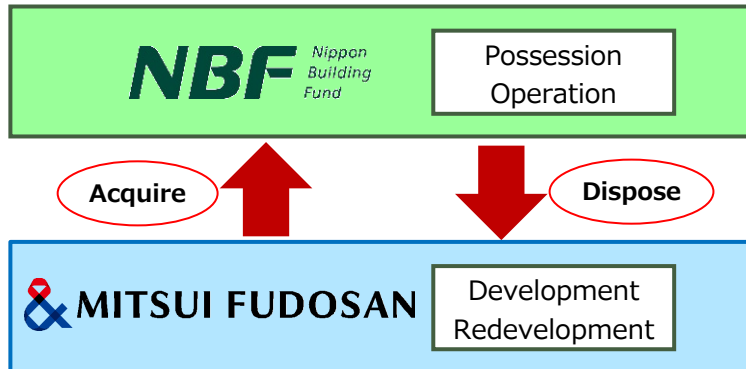 NBF
Nippon
Building
Fund
Possession
Operation
Acquire
Dispose
& MITSUI FUDOSAN
Development
Redevelopment